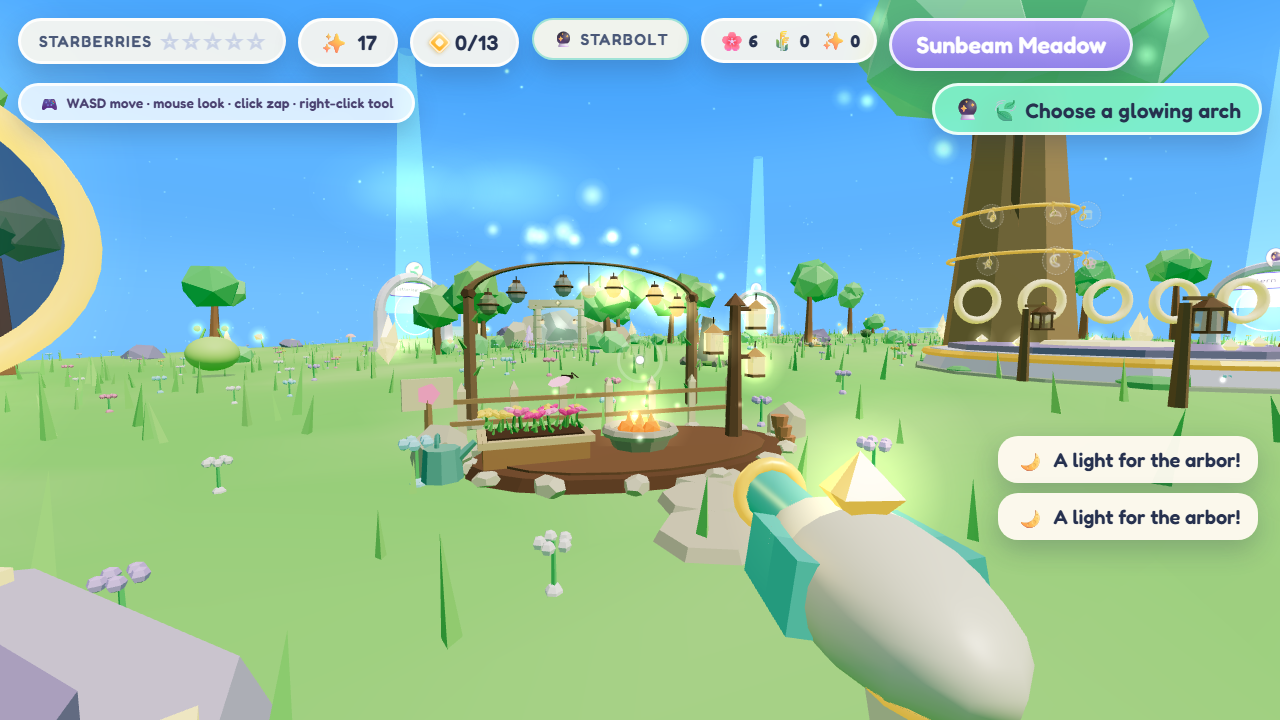 STARBERRIES
17
0/13
STARBOLT
6 0 0
Sunbeam Meadow
WASD move · mouse look · click zap · right-click tool
Choose a glowing arch
A light for the arbor!
A light for the arbor!